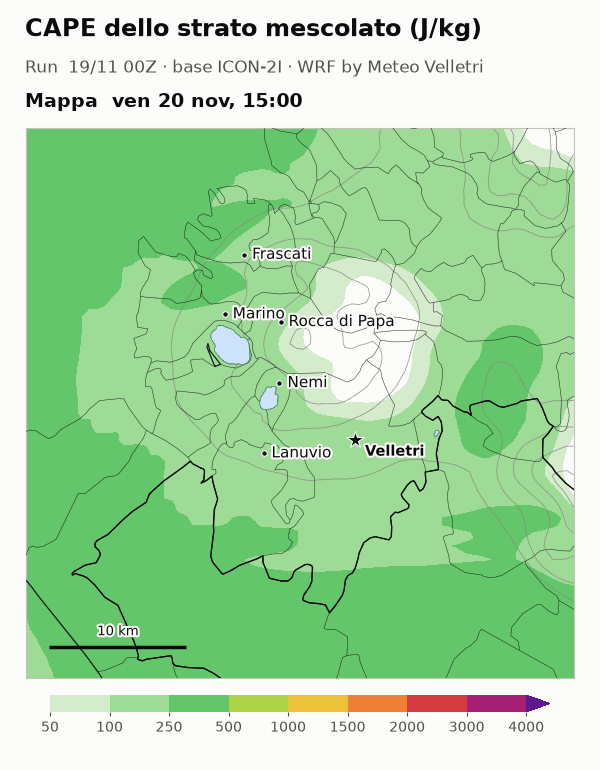 CAPE dello strato mescolato (J/kg)
Run 19/11 00Z · base ICON-2I · WRF by Meteo Velletri
Mappa ven 20 nov, 15:00
Frascati
Marino
Rocca di Papa
Nemi
Velletri
Lanuvio
10 km
50 100 250 500 1000 1500 2000 3000 4000